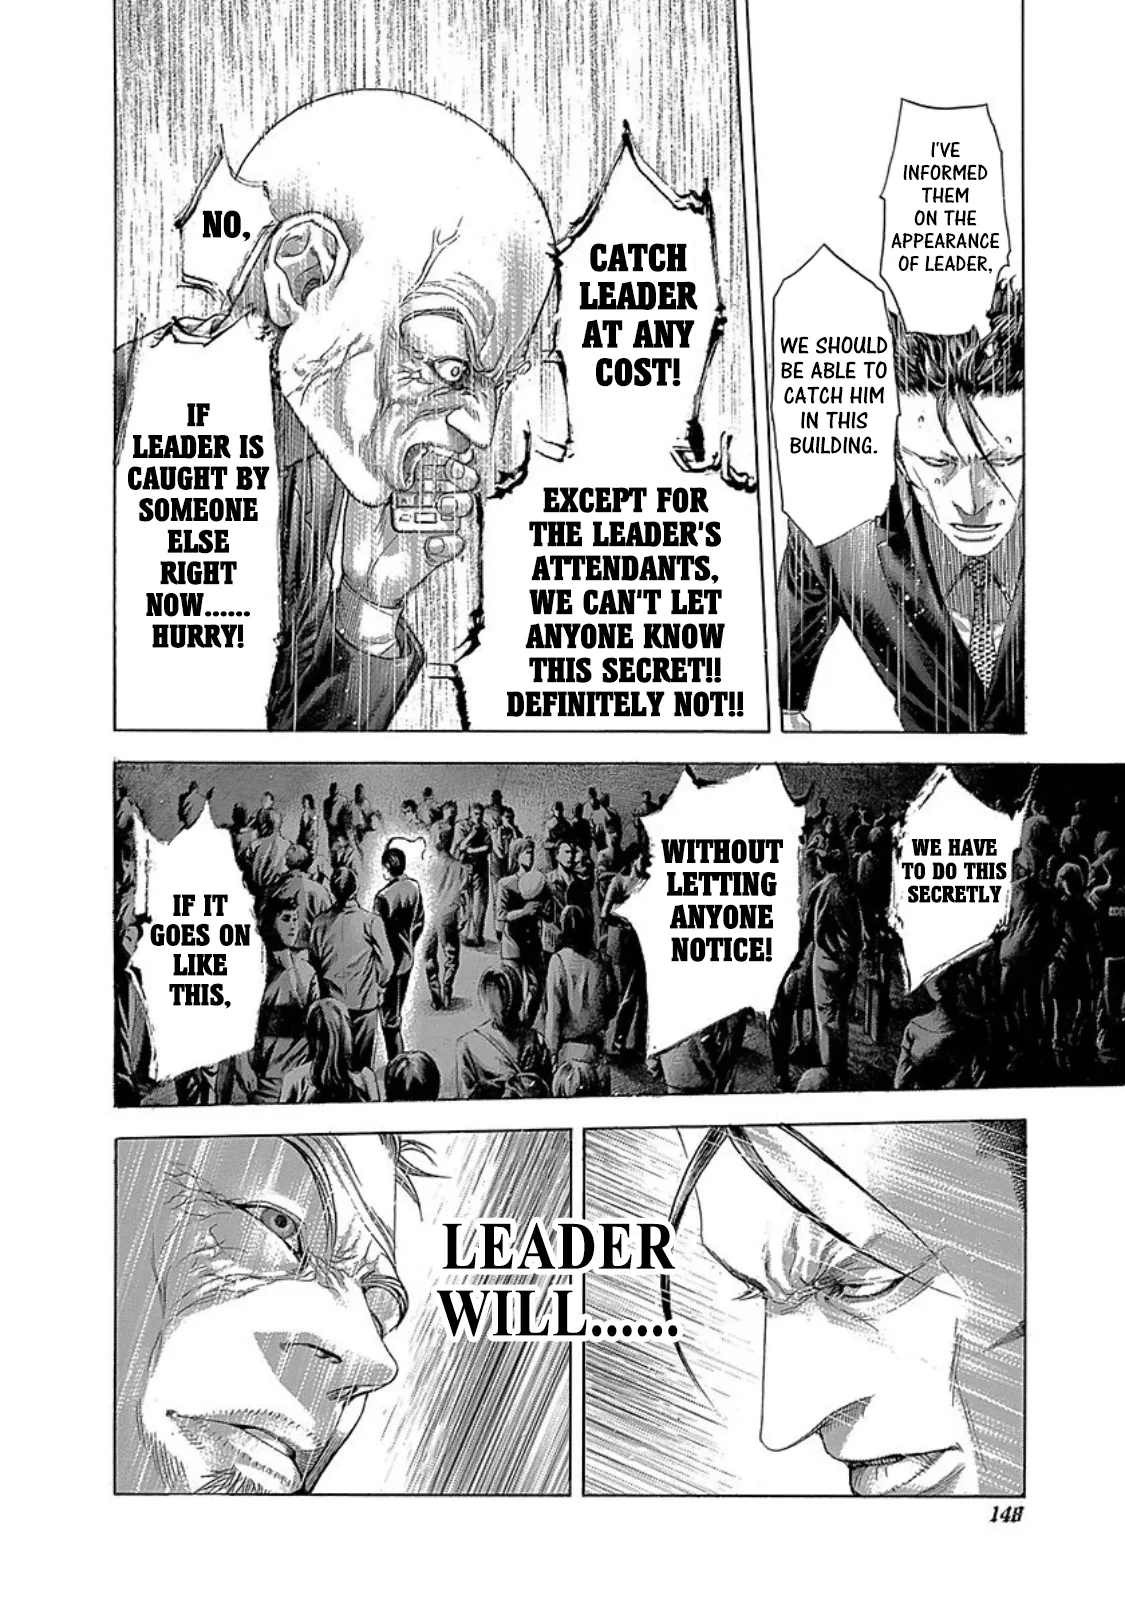 I'VE
INFORMED
THEM
ON THE
APPEARANCE
OF LEADER,
WE SHOULD
BE ABLE TO
CATCH HIM
IN THIS
BUILDING.
CATCH
LEADER
AT ANY
COST!
EXCEPT FOR
THE LEADER'S
ATTENDANTS,
WE CAN'T LET
ANYONE KNOW
THIS SECRET!!
DEFINITELY NOT!!
NO,
IF
LEADER IS
CAUGHT BY
SOMEONE
ELSE
RIGHT
NOW......
HURRY!
WE HAVE
TO DO THIS
SECRETLY
WITHOUT
LETTING
ANYONE
NOTICE!
IF IT
GOES ON
LIKE
THIS,
LEADER
WILL......
148